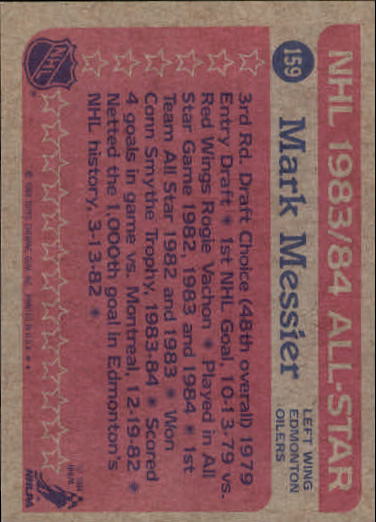 NHL 1983/84 ALL-STAR
159
Mark Messier
LEFT WING
EDMONTON
OILERS
3rd Rd. Draft Choice (48th overall) 1979
Entry Draft * 1st NHL Goal, 10-13-79 vs.
Red Wings Rogie Vachon * Played in All
Star Game 1982, 1983 and 1984 * 1st
Team All Star 1982 and 1983 * Won
Conn Smythe Trophy, 1983-84 * Scored
4 goals in game vs. Montreal, 12-19-82 *
Netted the 1,000th goal in Edmonton's
NHL history, 3-13-82 *
NHL
NHLPA